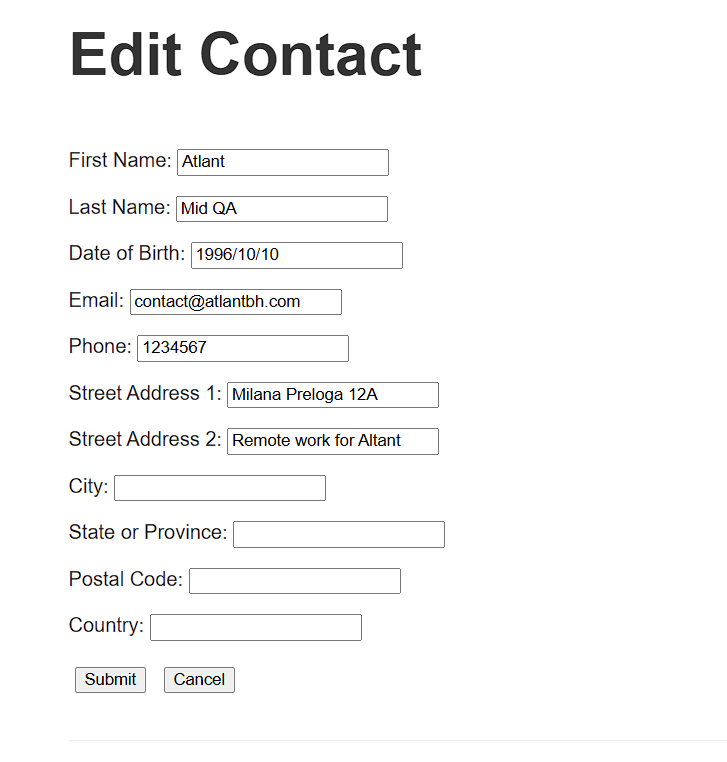 Edit Contact
First Name: Atlant
Last Name: Mid QA
Date of Birth: 1996/10/10
Email: contact@atlantbh.com
Phone: 1234567
Street Address 1: Milana Preloga 12A
Street Address 2: Remote work for Altant
City:
State or Province:
Postal Code:
Country:
Submit Cancel